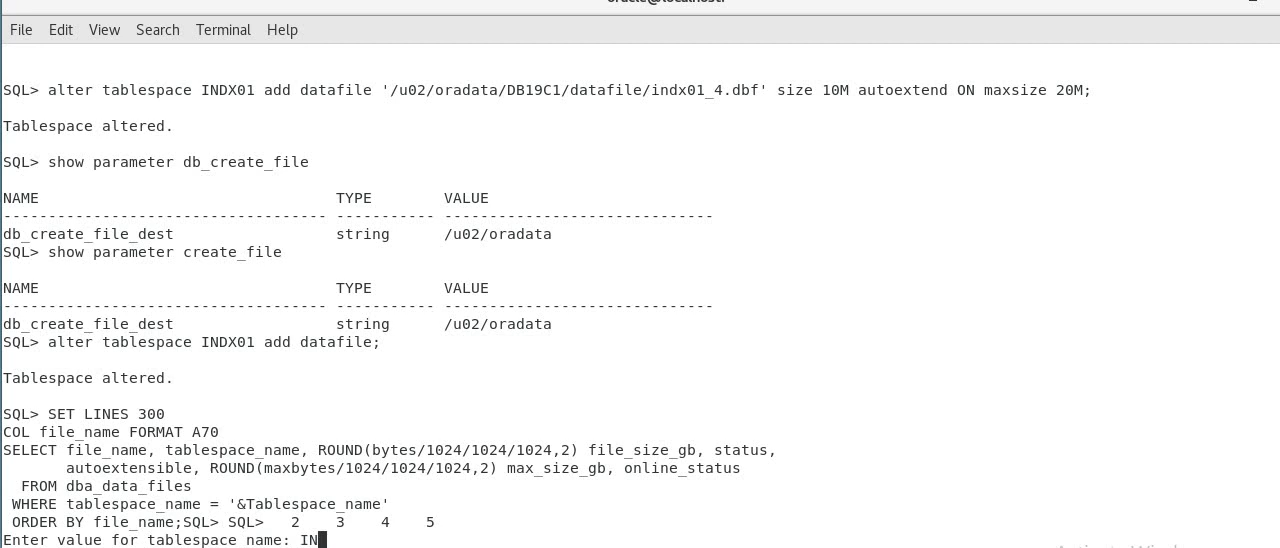 File Edit View Search Terminal Help
SQL> alter tablespace INDX01 add datafile '/u02/oradata/DB19C1/datafile/indx01_4.dbf' size 10M autoextend ON maxsize 20M;
Tablespace altered.
SQL> show parameter db_create_file
NAME                                 TYPE        VALUE
------------------------------------ ----------- ------------------------------
db_create_file_dest                  string      /u02/oradata
SQL> show parameter create_file
NAME                                 TYPE        VALUE
------------------------------------ ----------- ------------------------------
db_create_file_dest                  string      /u02/oradata
SQL> alter tablespace INDX01 add datafile;
Tablespace altered.
SQL> SET LINES 300
COL file_name FORMAT A70
SELECT file_name, tablespace_name, ROUND(bytes/1024/1024/1024,2) file_size_gb, status,
       autoextensible, ROUND(maxbytes/1024/1024/1024,2) max_size_gb, online_status
  FROM dba_data_files
 WHERE tablespace_name = '&Tablespace_name'
 ORDER BY file_name;SQL> SQL>   2    3    4    5
Enter value for tablespace_name: IN